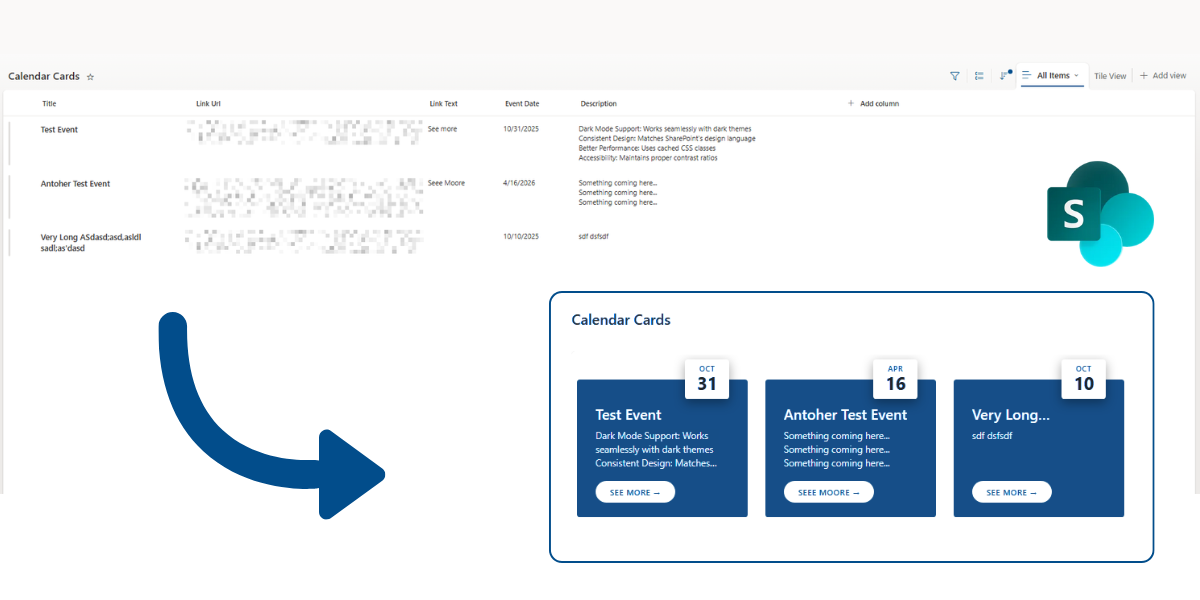 Calendar Cards
All Items
Tile View
+ Add view
Title
Link Url
Link Text
Event Date
Description
+ Add column
Test Event
See more
10/31/2025
Dark Mode Support: Works seamlessly with dark themes
Consistent Design: Matches SharePoint's design language
Better Performance: Uses cached CSS classes
Accessibility: Maintains proper contrast ratios
Antoher Test Event
Seee Moore
4/16/2026
Something coming here...
Something coming here...
Something coming here...
Very Long ASdasd;asd,asldl
sadl;as'dasd
10/10/2025
sdf dsfsdf
S
Calendar Cards
OCT
31
Test Event
Dark Mode Support: Works
seamlessly with dark themes
Consistent Design: Matches...
SEE MORE →
APR
16
Antoher Test Event
Something coming here...
Something coming here...
Something coming here...
SEEE MOORE →
OCT
10
Very Long...
sdf dsfsdf
SEE MORE →